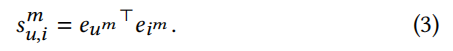 s_{u,i}^{m} = e_{u^m}^⊤ e_{i^m}. (3)